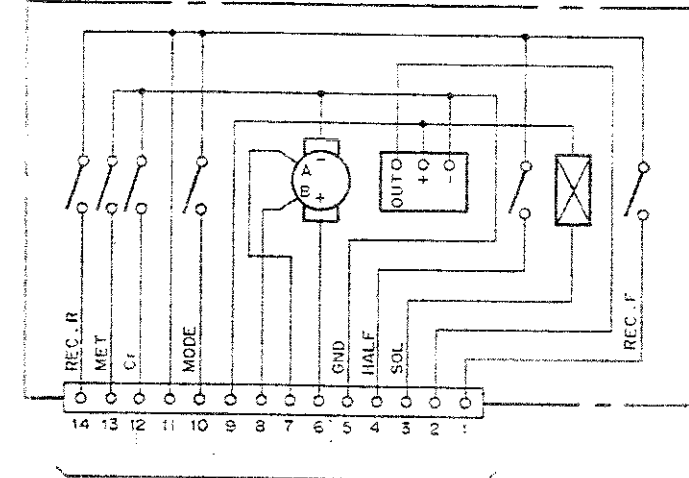 A
B
-
+
OUT
+
-
REC. R
MET
Cr
MODE
GND
HALF
SOL
REC. F
14 13 12 11 10 9 8 7 6 5 4 3 2 1